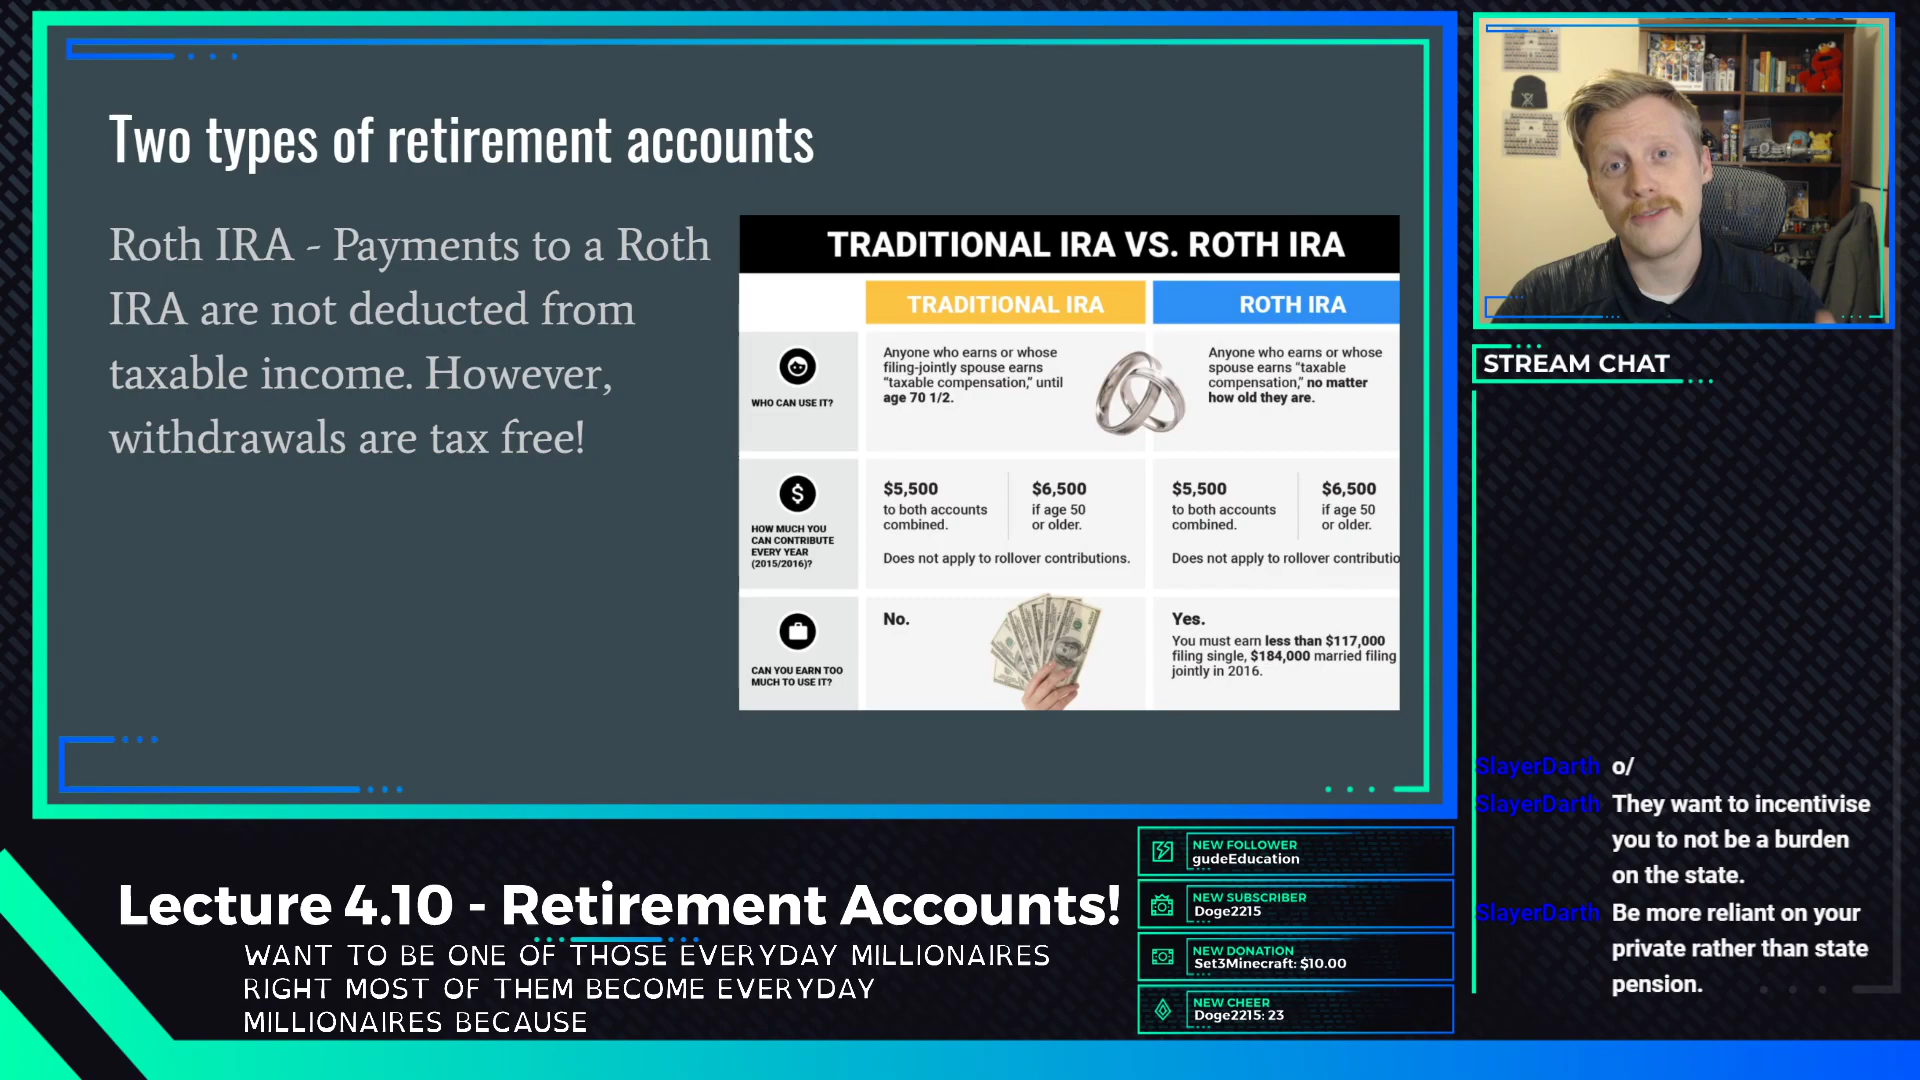 Two types of retirement accounts
Roth IRA - Payments to a Roth
IRA are not deducted from
taxable income. However,
withdrawals are tax free!
TRADITIONAL IRA VS. ROTH IRA
TRADITIONAL IRA
ROTH IRA
WHO CAN USE IT?
Anyone who earns or whose
filing-jointly spouse earns
"taxable compensation," until
age 70 1/2.
Anyone who earns or whose
spouse earns "taxable
compensation," no matter
how old they are.
HOW MUCH YOU
CAN CONTRIBUTE
EVERY YEAR
(2015/2016)?
$5,500
to both accounts
combined.
$6,500
if age 50
or older.
Does not apply to rollover contributions.
$5,500
to both accounts
combined.
$6,500
if age 50
or older.
Does not apply to rollover contributio
CAN YOU EARN TOO
MUCH TO USE IT?
No.
Yes.
You must earn less than $117,000
filing single, $184,000 married filing
jointly in 2016.
STREAM CHAT
SlayerDarth o/
SlayerDarth They want to incentivise
you to not be a burden
on the state.
SlayerDarth Be more reliant on your
private rather than state
pension.
Lecture 4.10 - Retirement Accounts!
WANT TO BE ONE OF THOSE EVERYDAY MILLIONAIRES
RIGHT MOST OF THEM BECOME EVERYDAY
MILLIONAIRES BECAUSE
NEW FOLLOWER
gudeEducation
NEW SUBSCRIBER
Doge2215
NEW DONATION
Set3Minecraft: $10.00
NEW CHEER
Doge2215: 23